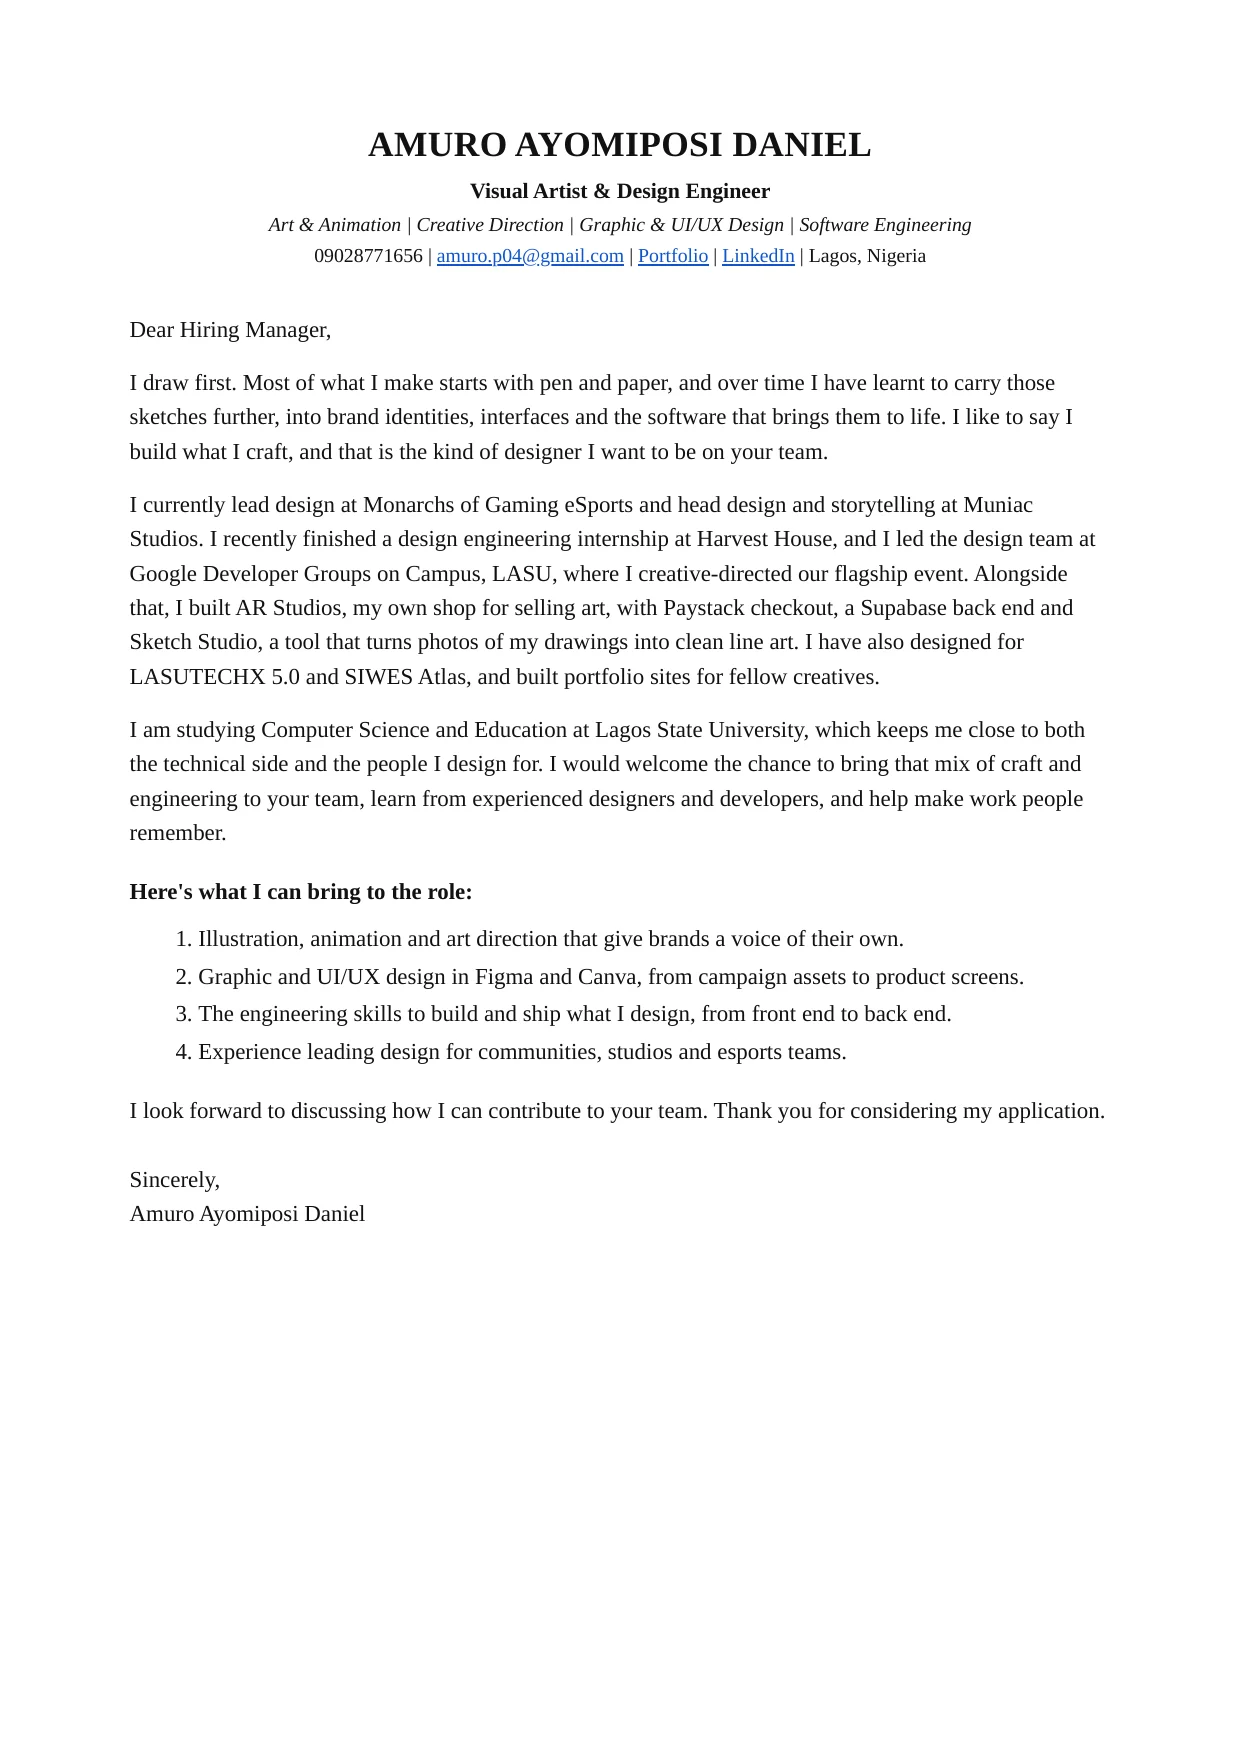 AMURO AYOMIPOSI DANIEL
Visual Artist & Design Engineer
Art & Animation | Creative Direction | Graphic & UI/UX Design | Software Engineering
09028771656 | amuro.p04@gmail.com | Portfolio | LinkedIn | Lagos, Nigeria
Dear Hiring Manager,
I draw first. Most of what I make starts with pen and paper, and over time I have learnt to carry those
sketches further, into brand identities, interfaces and the software that brings them to life. I like to say I
build what I craft, and that is the kind of designer I want to be on your team.
I currently lead design at Monarchs of Gaming eSports and head design and storytelling at Muniac
Studios. I recently finished a design engineering internship at Harvest House, and I led the design team at
Google Developer Groups on Campus, LASU, where I creative-directed our flagship event. Alongside
that, I built AR Studios, my own shop for selling art, with Paystack checkout, a Supabase back end and
Sketch Studio, a tool that turns photos of my drawings into clean line art. I have also designed for
LASUTECHX 5.0 and SIWES Atlas, and built portfolio sites for fellow creatives.
I am studying Computer Science and Education at Lagos State University, which keeps me close to both
the technical side and the people I design for. I would welcome the chance to bring that mix of craft and
engineering to your team, learn from experienced designers and developers, and help make work people
remember.
Here's what I can bring to the role:
1. Illustration, animation and art direction that give brands a voice of their own.
2. Graphic and UI/UX design in Figma and Canva, from campaign assets to product screens.
3. The engineering skills to build and ship what I design, from front end to back end.
4. Experience leading design for communities, studios and esports teams.
I look forward to discussing how I can contribute to your team. Thank you for considering my application.
Sincerely,
Amuro Ayomiposi Daniel